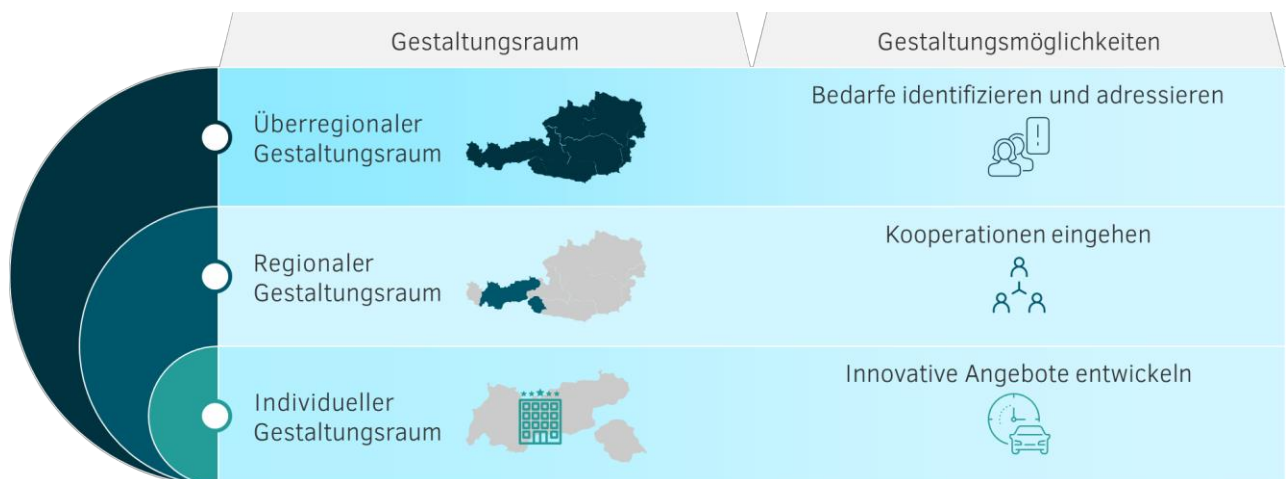 Gestaltungsraum
Gestaltungsmöglichkeiten
Überregionaler
Gestaltungsraum
Bedarfe identifizieren und adressieren
Regionaler
Gestaltungsraum
Kooperationen eingehen
Individueller
Gestaltungsraum
Innovative Angebote entwickeln